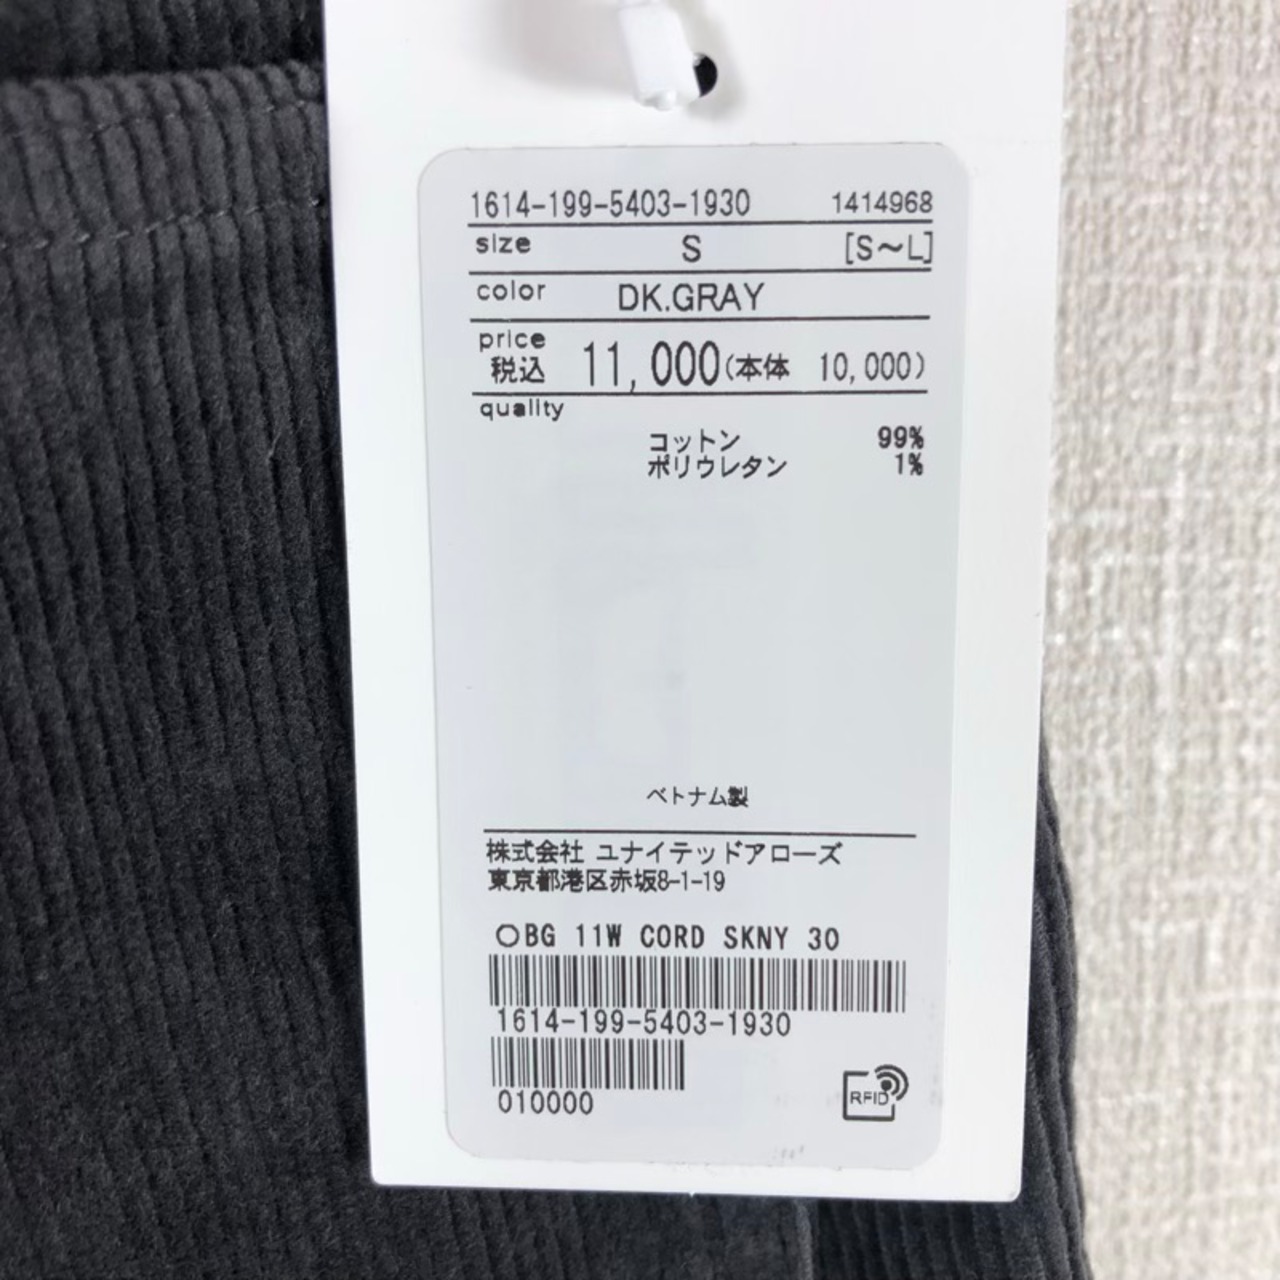 1614-199-5403-1930 1414968
size S [S～L]
color DK.GRAY
price
税込 11,000(本体 10,000)
quality
コットン 99%
ポリウレタン 1%
ベトナム製
株式会社 ユナイテッドアローズ
東京都港区赤坂8-1-19
○BG 11W CORD SKNY 30
1614-199-5403-1930
010000
RFID